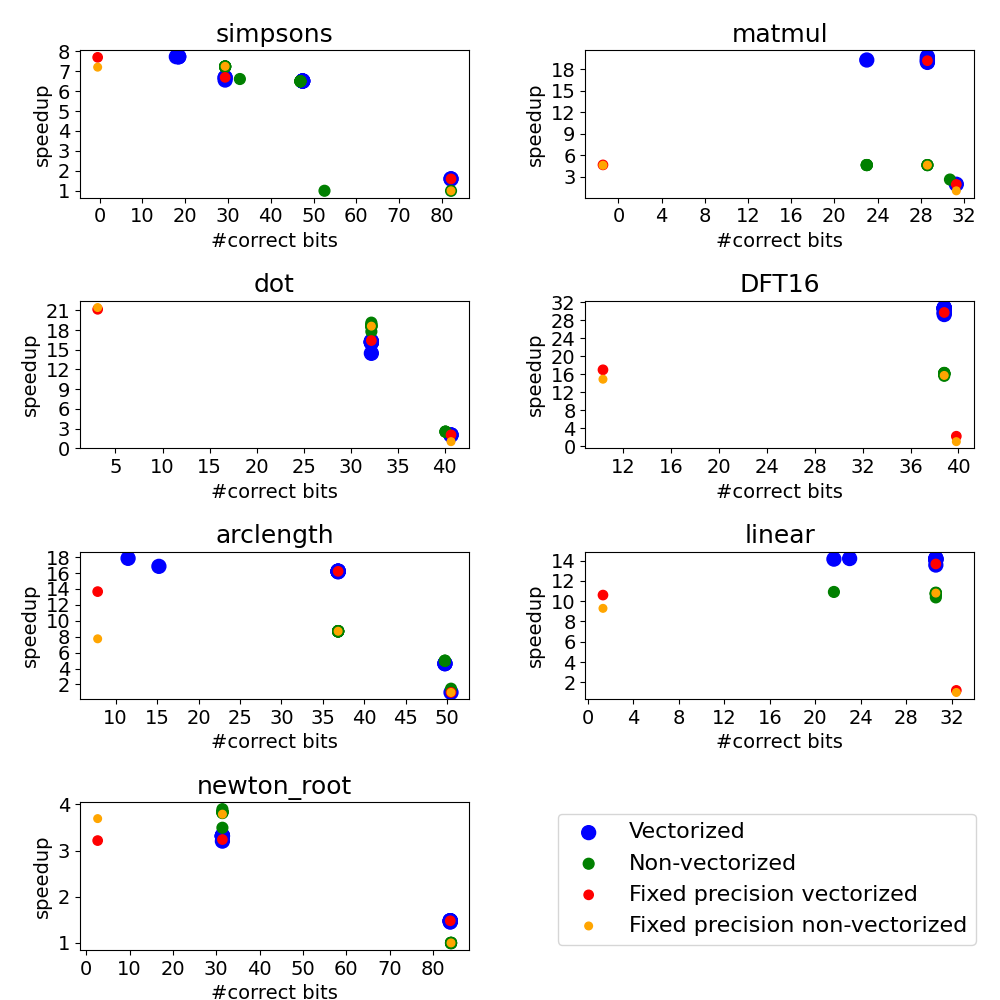 simpsons
speedup
8
7
6
5
4
3
2
1
0 10 20 30 40 50 60 70 80
#correct bits
matmul
speedup
18
15
12
9
6
3
0 4 8 12 16 20 24 28 32
#correct bits
dot
speedup
21
18
15
12
9
6
3
0
5 10 15 20 25 30 35 40
#correct bits
DFT16
speedup
32
28
24
20
16
12
8
4
0
12 16 20 24 28 32 36 40
#correct bits
arclength
speedup
18
16
14
12
10
8
6
4
2
10 15 20 25 30 35 40 45 50
#correct bits
linear
speedup
14
12
10
8
6
4
2
0 4 8 12 16 20 24 28 32
#correct bits
newton_root
speedup
4
3
2
1
0 10 20 30 40 50 60 70 80
#correct bits
Vectorized
Non-vectorized
Fixed precision vectorized
Fixed precision non-vectorized